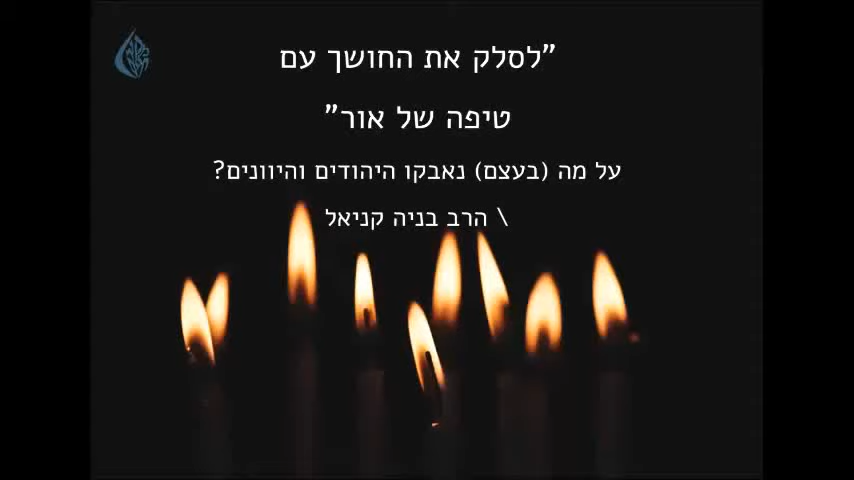 "לסלק את החושך עם
טיפה של אור"
על מה (בעצם) נאבקו היהודים והיוונים?
\ הרב בניה קניאל